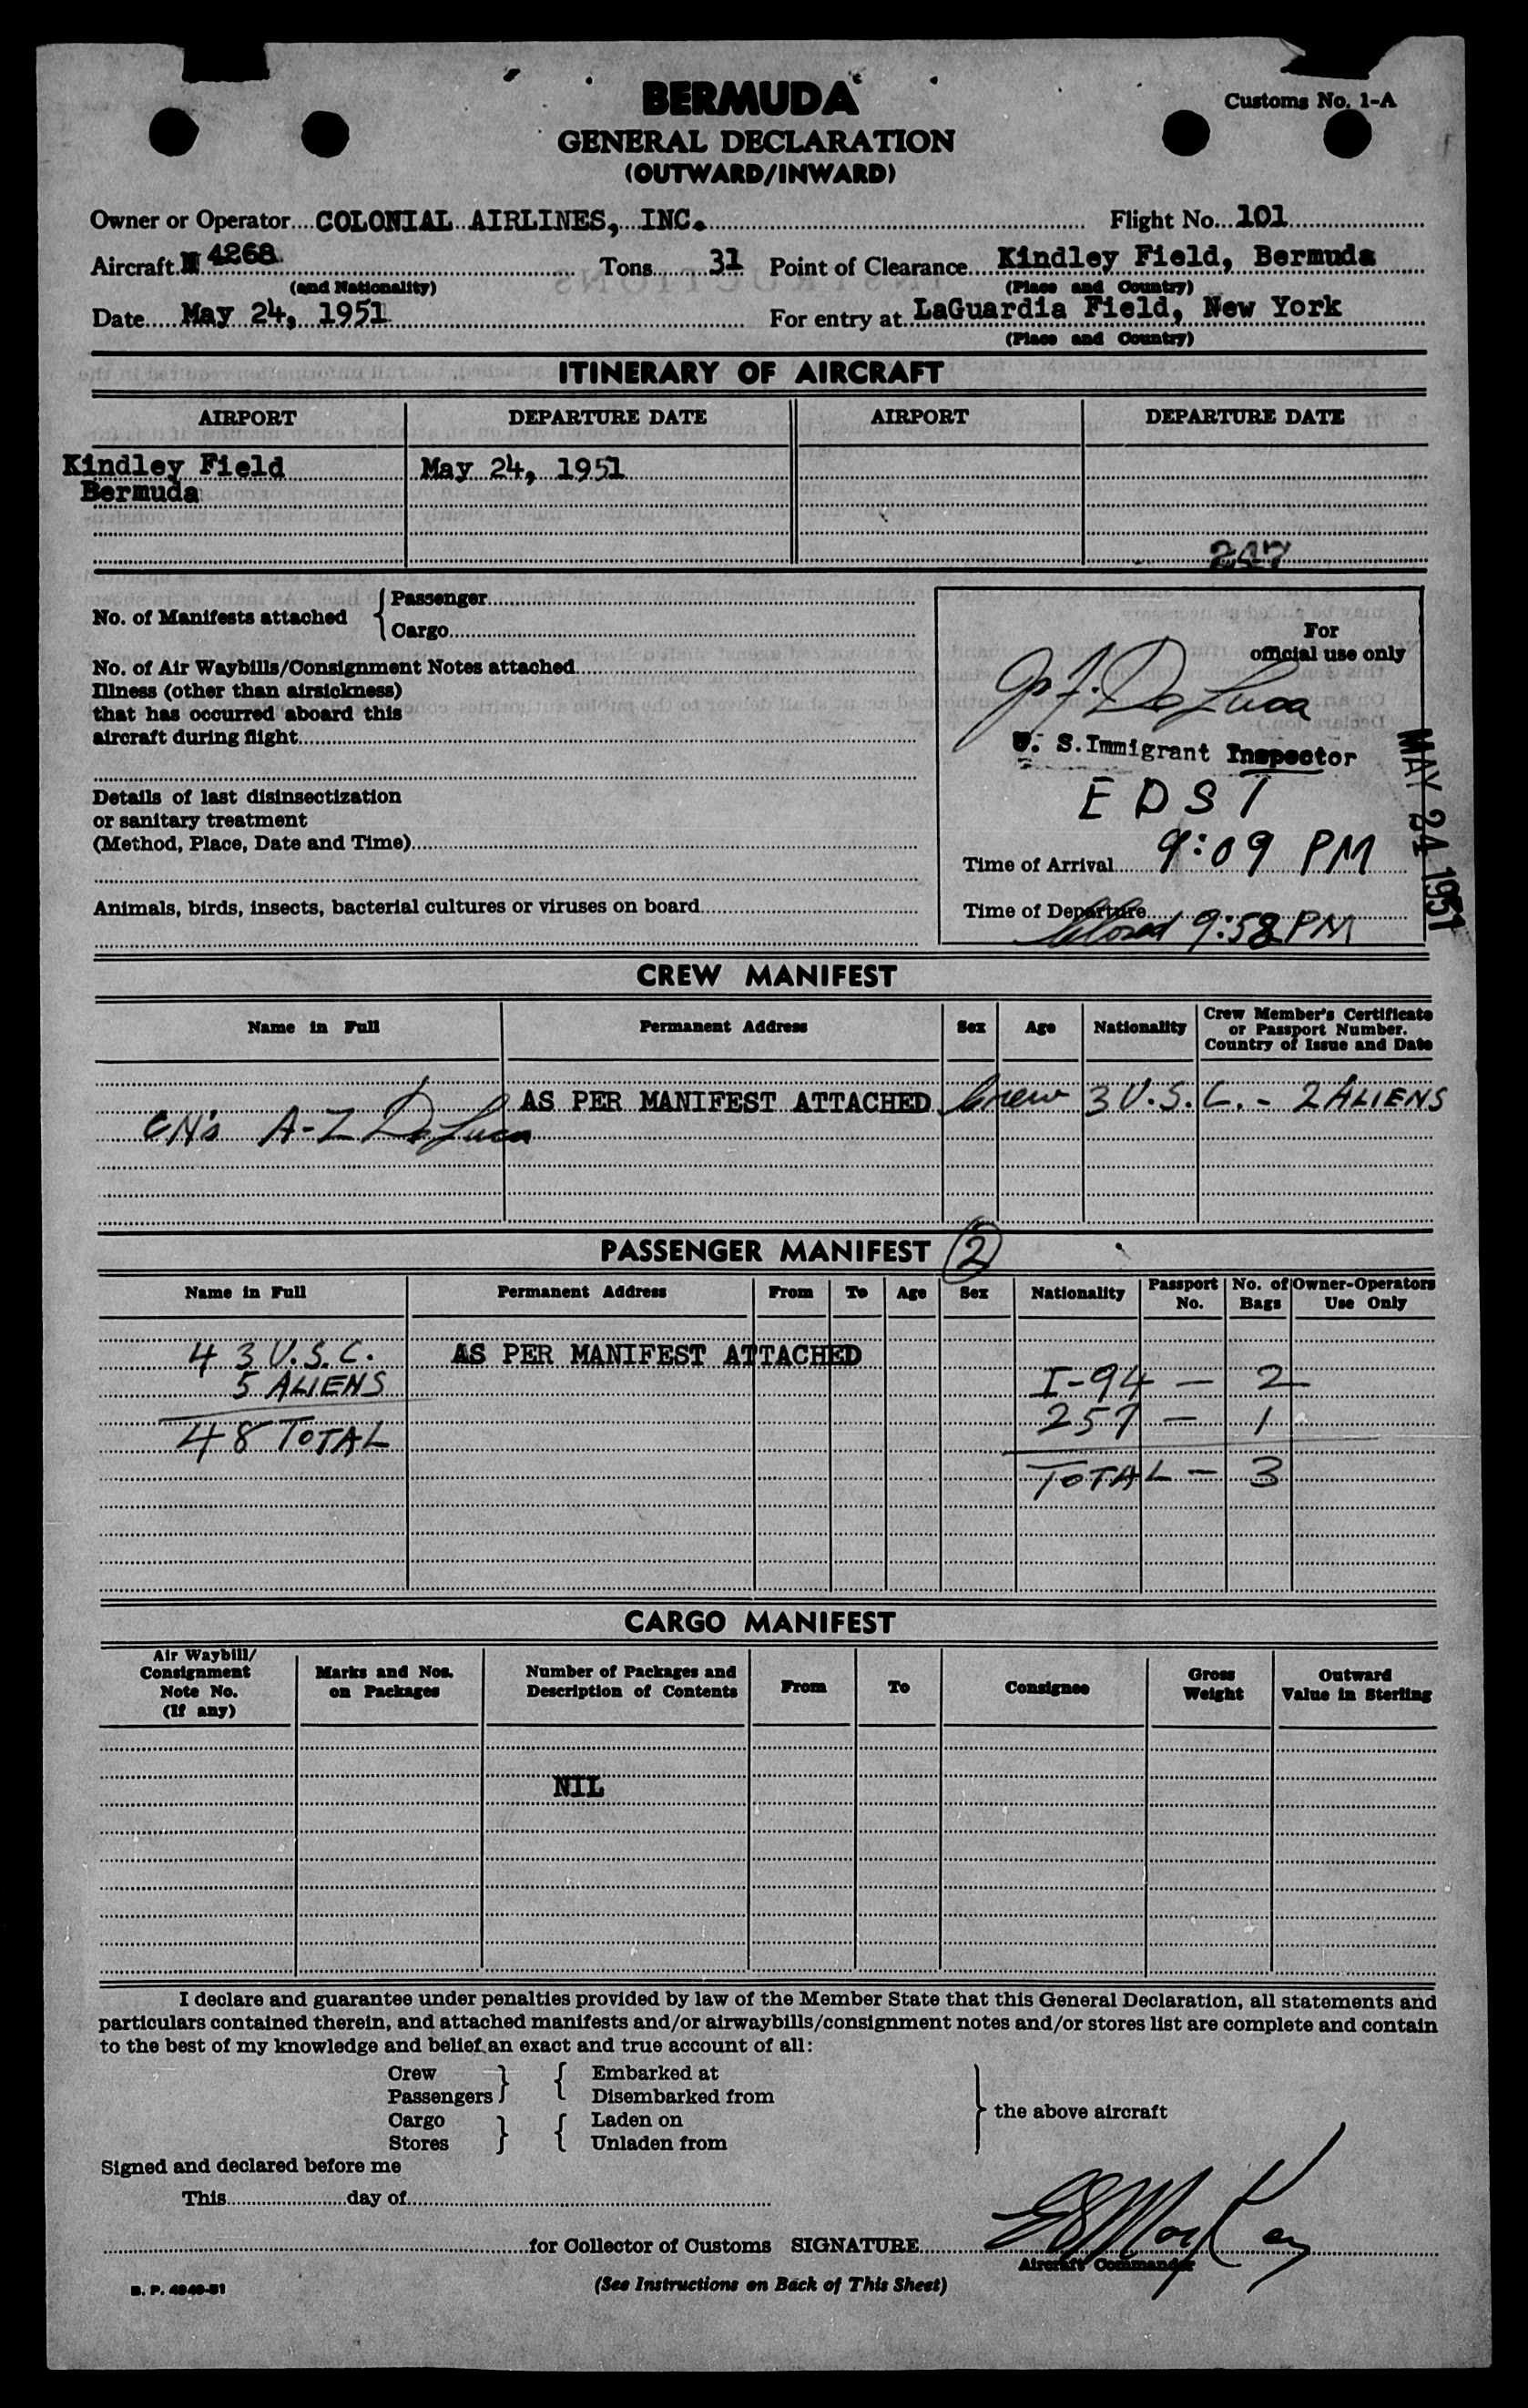 BERMUDA
Customs No. 1-A
GENERAL DECLARATION
(OUTWARD/INWARD)
Owner or Operator COLONIAL AIRLINES, INC. Flight No. 101
Aircraft N 4268 Tons 31 Point of Clearance Kindley Field, Bermuda
(and Nationality) (Place and Country)
Date May 24, 1951 For entry at LaGuardia Field, New York
(Place and Country)
ITINERARY OF AIRCRAFT
AIRPORT DEPARTURE DATE AIRPORT DEPARTURE DATE
Kindley Field May 24, 1951
Bermuda
247
No. of Manifests attached { Passenger
Cargo
For
official use only
No. of Air Waybills/Consignment Notes attached
Illness (other than airsickness)
that has occurred aboard this
aircraft during flight
De Luca
U. S. Immigrant Inspector
MAY 24 1951
EDST
Details of last disinsectization
or sanitary treatment
(Method, Place, Date and Time)
Time of Arrival 9:09 PM
Animals, birds, insects, bacterial cultures or viruses on board
Time of Departure
Closed 9:58 PM
CREW MANIFEST
Name in Full Permanent Address Sex Age Nationality Crew Member's Certificate
or Passport Number.
Country of Issue and Date
AS PER MANIFEST ATTACHED Crew 3 U.S.C. - 2 ALIENS
CN's A-Z De Luca
PASSENGER MANIFEST 2
Name in Full Permanent Address From To Age Sex Nationality Passport No. No. of Bags Owner-Operators Use Only
43 U.S.C. AS PER MANIFEST ATTACHED
5 ALIENS I-94 - 2
257 - 1
48 TOTAL
TOTAL - 3
CARGO MANIFEST
Air Waybill/
Consignment
Note No.
(If any)
Marks and Nos.
on Packages
Number of Packages and
Description of Contents
From To Consignee
Gross
Weight
Outward
Value in Sterling
NIL
I declare and guarantee under penalties provided by law of the Member State that this General Declaration, all statements and
particulars contained therein, and attached manifests and/or airwaybills/consignment notes and/or stores list are complete and contain
to the best of my knowledge and belief an exact and true account of all:
Crew } { Embarked at
Passengers } { Disembarked from
Cargo } { Laden on
Stores } { Unladen from
} the above aircraft
Signed and declared before me
This day of
for Collector of Customs SIGNATURE
Aircraft Commander
B. P. 4949-51
(See Instructions on Back of This Sheet)